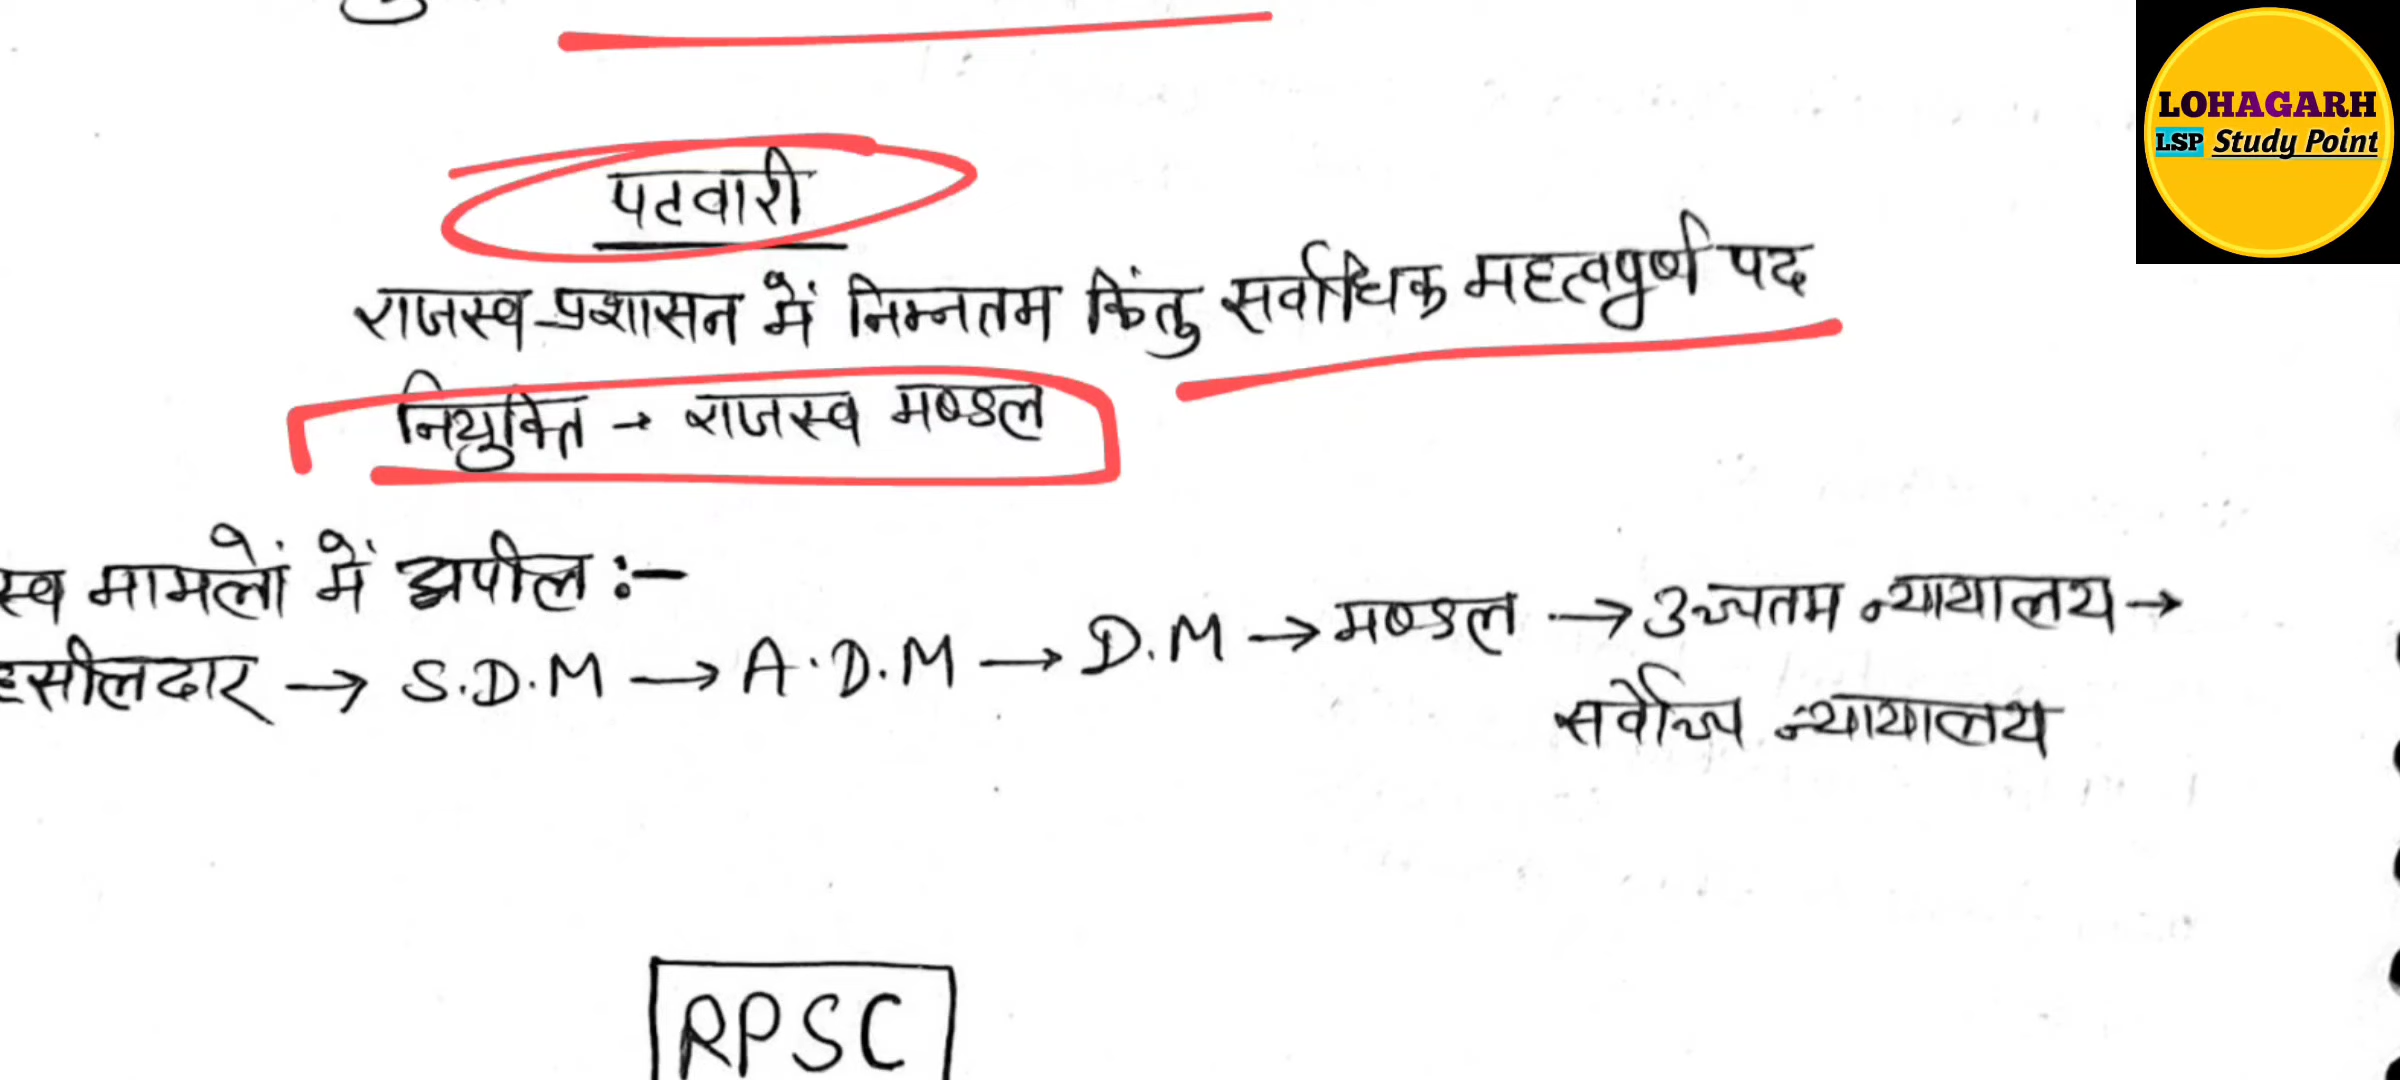 LOHAGARH
LSP Study Point
पटवारी
राजस्व-प्रशासन में निम्नतम किंतु सर्वाधिक महत्वपूर्ण पद
नियुक्ति → राजस्व मण्डल
स्व मामलों में अपील :-
हसीलदार → S.D.M → A.D.M → D.M → मण्डल → उच्चतम न्यायालय →
सर्वोच्च न्यायालय
RPSC